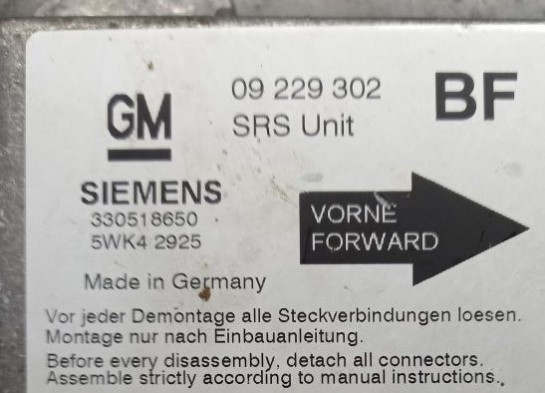 GM
09 229 302
BF
SRS Unit
SIEMENS
330518650
5WK4 2925
VORNE
FORWARD
Made in Germany
Vor jeder Demontage alle Steckverbindungen loesen.
Montage nur nach Einbauanleitung.
Before every disassembly, detach all connectors.
Assemble strictly according to manual instructions.